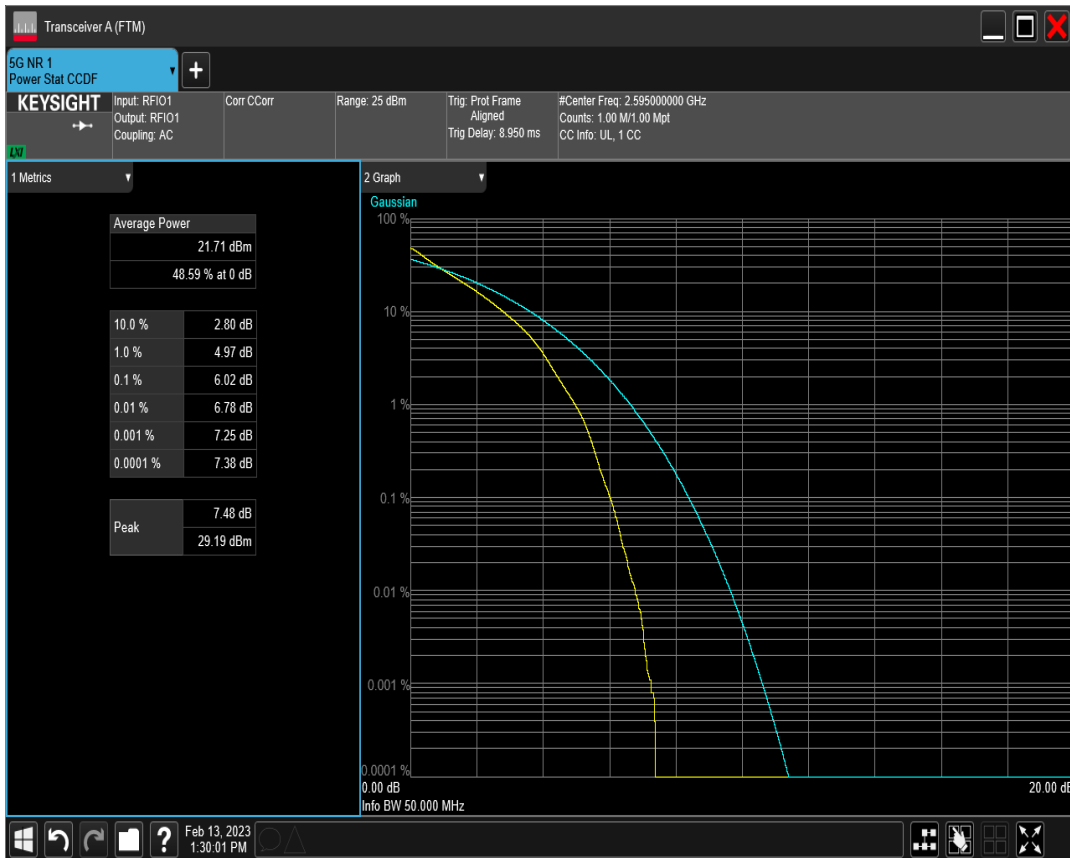 Transceiver A (FTM)
5G NR 1
Power Stat CCDF
+
KEYSIGHT
LXI
Input: RFIO1
Output: RFIO1
Coupling: AC
Corr CCorr
Range: 25 dBm
Trig: Prot Frame
Aligned
Trig Delay: 8.950 ms
#Center Freq: 2.595000000 GHz
Counts: 1.00 M/1.00 Mpt
CC Info: UL, 1 CC
1 Metrics
Average Power
21.71 dBm
48.59 % at 0 dB
10.0 % 2.80 dB
1.0 % 4.97 dB
0.1 % 6.02 dB
0.01 % 6.78 dB
0.001 % 7.25 dB
0.0001 % 7.38 dB
Peak
7.48 dB
29.19 dBm
2 Graph
Gaussian
100 %
10 %
1 %
0.1 %
0.01 %
0.001 %
0.0001 %
0.00 dB 20.00 dB
Info BW 50.000 MHz
?
Feb 13, 2023
1:30:01 PM